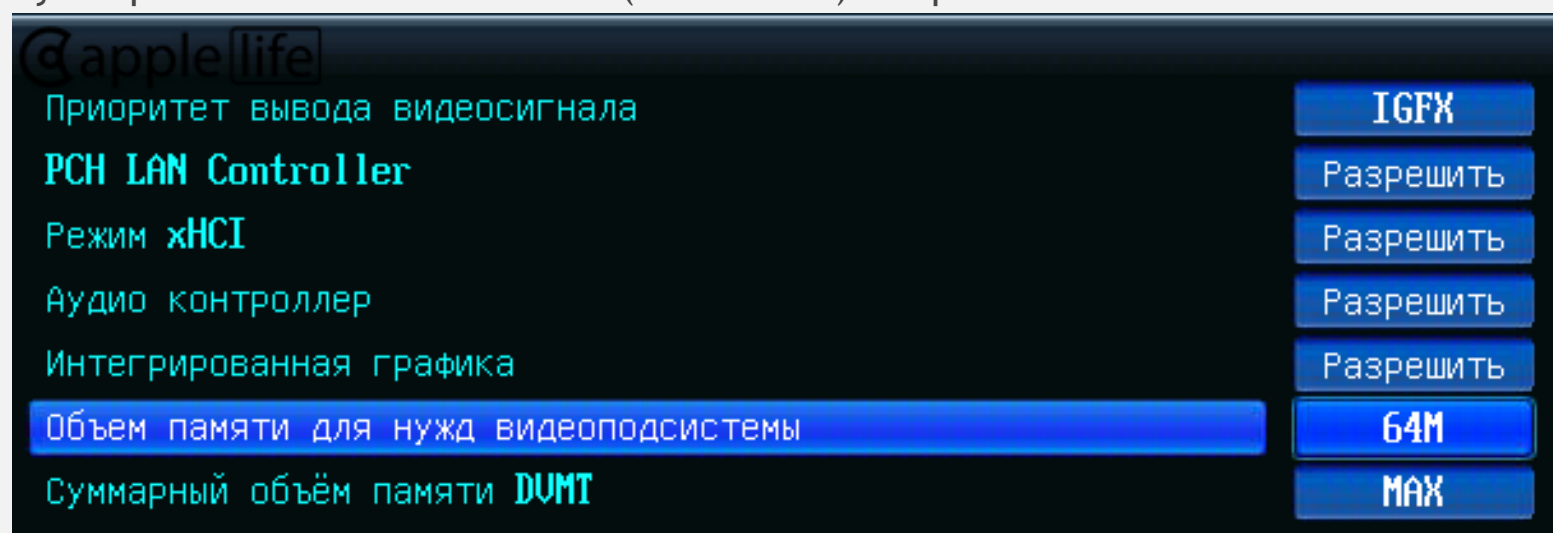 apple life
Приоритет вывода видеосигнала IGFX
PCH LAN Controller Разрешить
Режим xHCI Разрешить
Аудио контроллер Разрешить
Интегрированная графика Разрешить
Объем памяти для нужд видеоподсистемы 64M
Суммарный объём памяти DVMT MAX